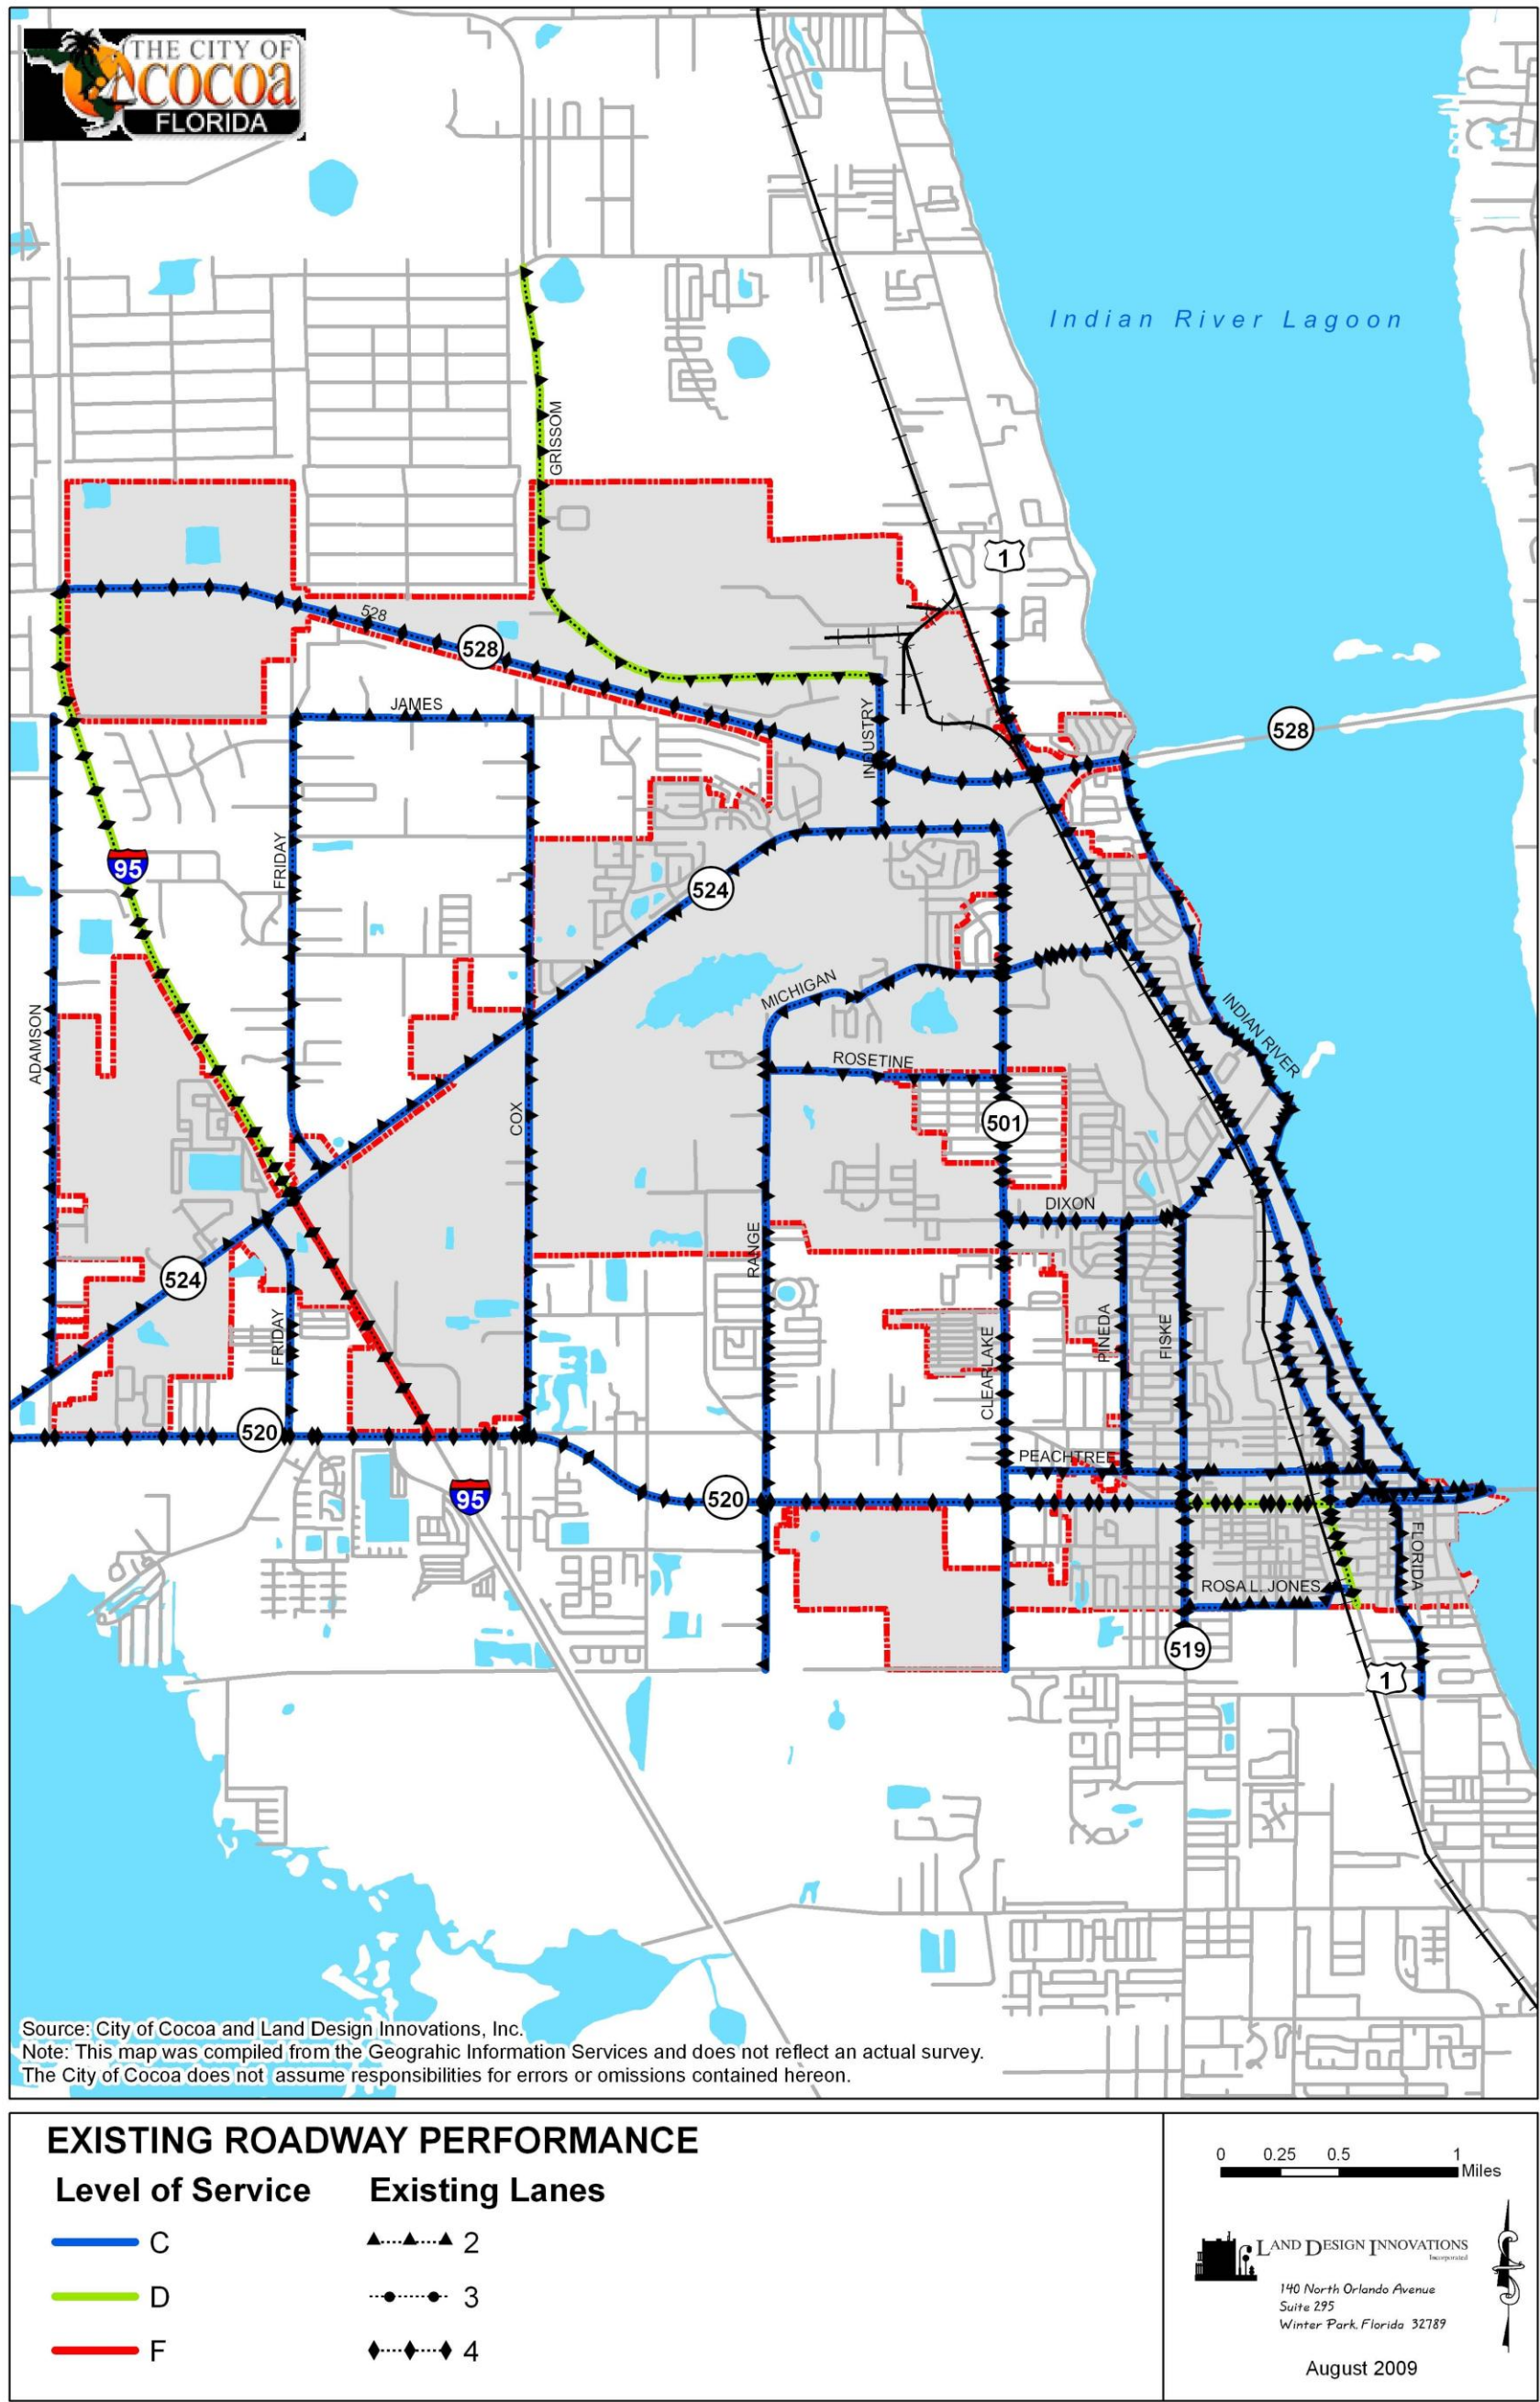 THE CITY OF
COCOa
FLORIDA
Indian River Lagoon
GRISSOM
1
528
528
528
JAMES
INDUSTRY
95
FRIDAY
524
MICHIGAN
INDIAN RIVER
ADAMSON
ROSETINE
COX
501
DIXON
RANGE
524
FRIDAY
PINEDA
FISKE
CLEARLAKE
520
PEACHTREE
95
520
FLORIDA
ROSA L. JONES
519
1
Source: City of Cocoa and Land Design Innovations, Inc.
Note: This map was compiled from the Geograhic Information Services and does not reflect an actual survey.
The City of Cocoa does not assume responsibilities for errors or omissions contained hereon.
EXISTING ROADWAY PERFORMANCE
Level of Service Existing Lanes
C 2
D 3
F 4
0 0.25 0.5 1
Miles
LAND DESIGN INNOVATIONS
Incorporated
140 North Orlando Avenue
Suite 295
Winter Park, Florida 32789
August 2009